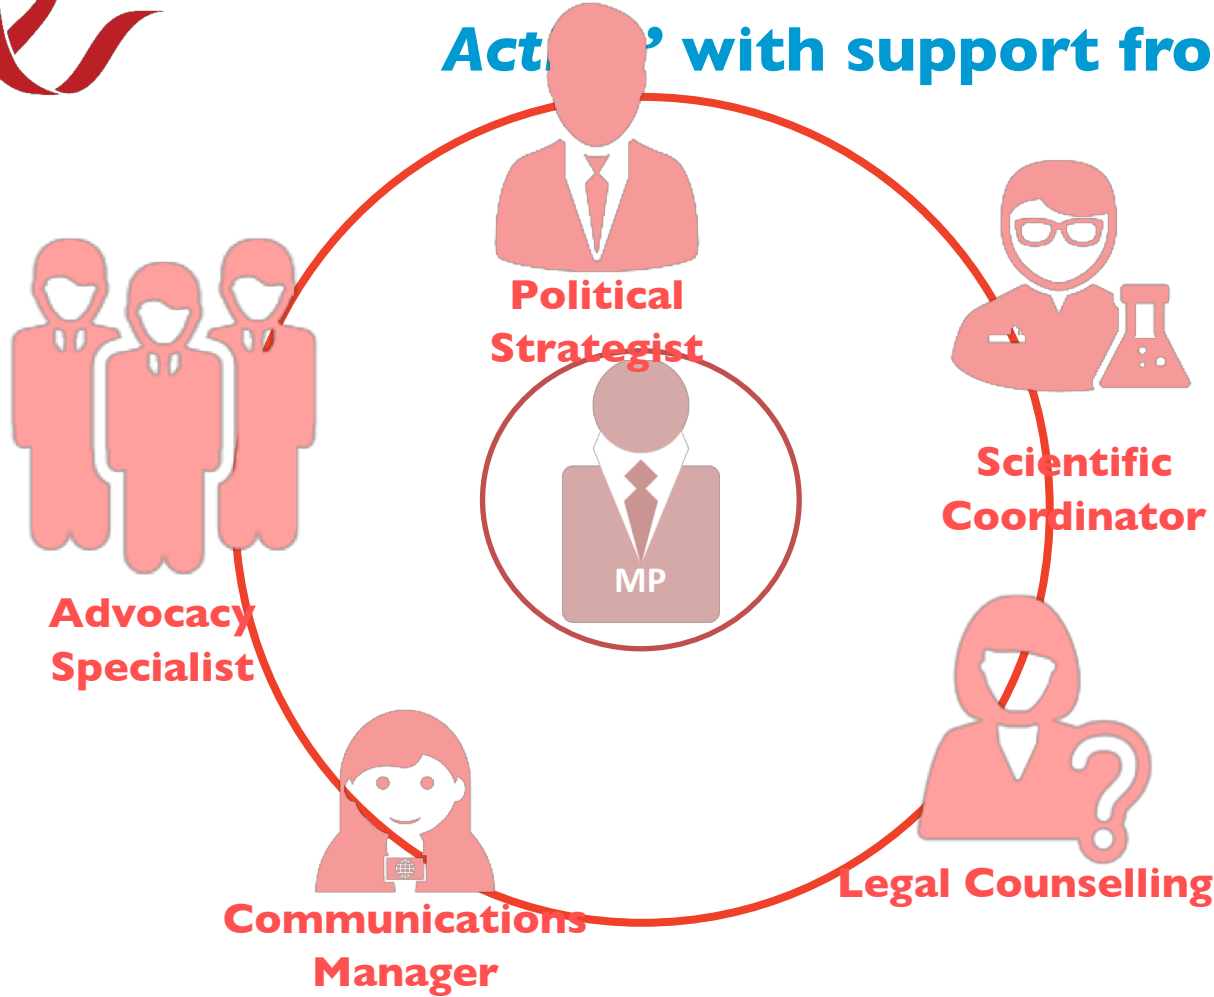 ’ with support fro
Political
Strategist
Scientific
Coordinator
MP
Advocacy
Specialist
Legal Counselling
Communications
Manager